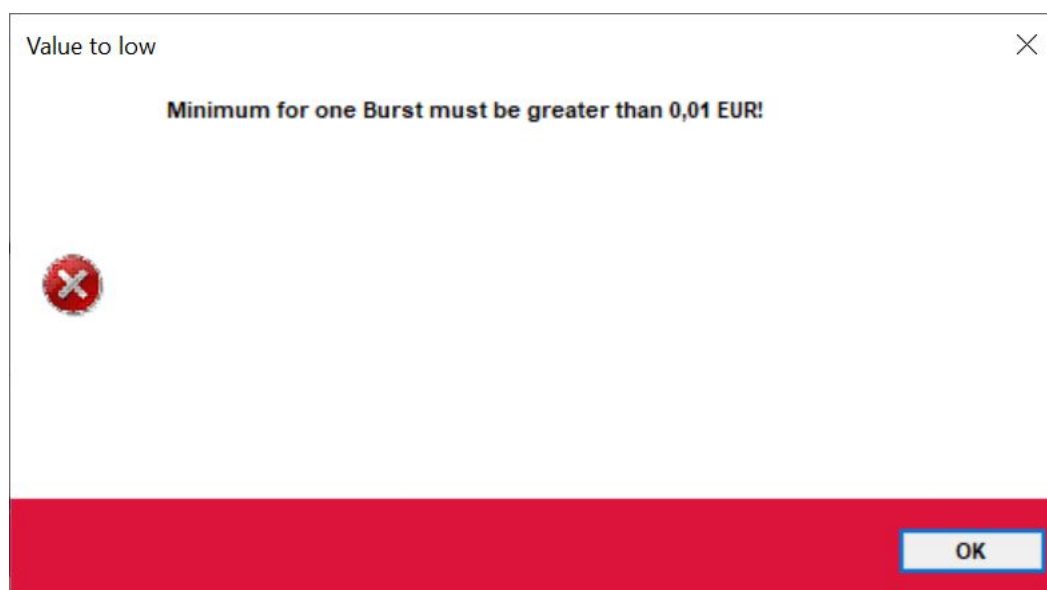 Value to low
Minimum for one Burst must be greater than 0,01 EUR!
OK